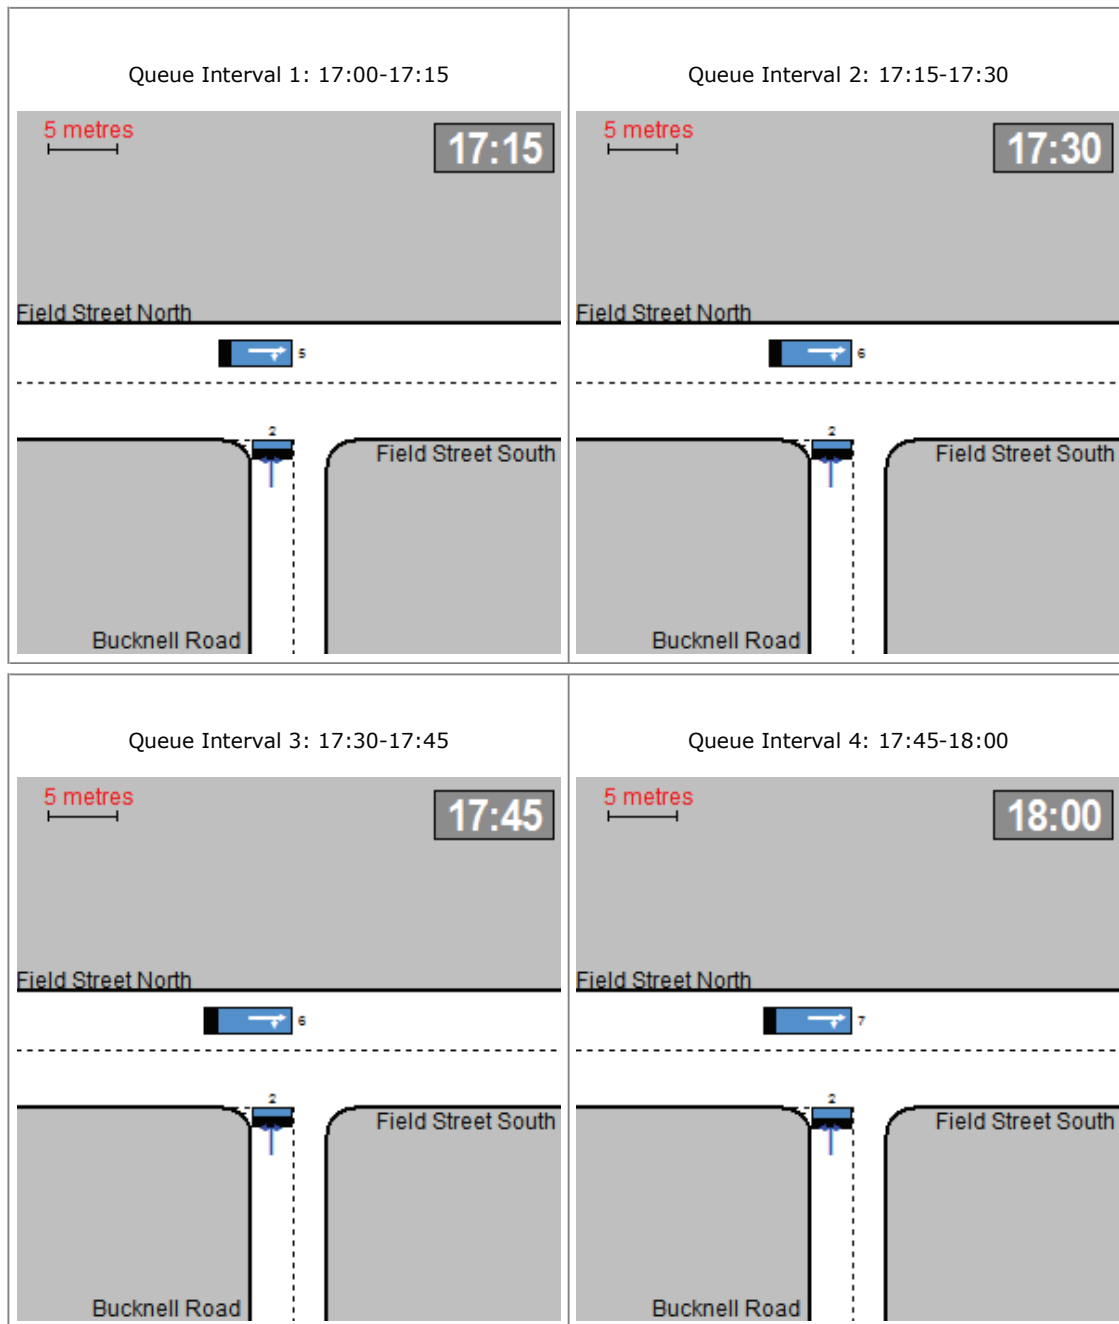 Queue Interval 1: 17:00-17:15
5 metres
17:15
Field Street North
5
2
Field Street South
Bucknell Road
Queue Interval 2: 17:15-17:30
5 metres
17:30
Field Street North
6
2
Field Street South
Bucknell Road
Queue Interval 3: 17:30-17:45
5 metres
17:45
Field Street North
6
2
Field Street South
Bucknell Road
Queue Interval 4: 17:45-18:00
5 metres
18:00
Field Street North
7
2
Field Street South
Bucknell Road